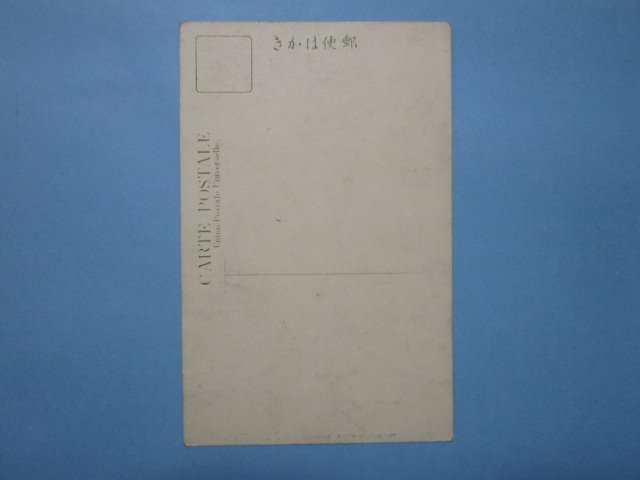 郵便はかき
CARTE POSTALE
Union Postale Universelle